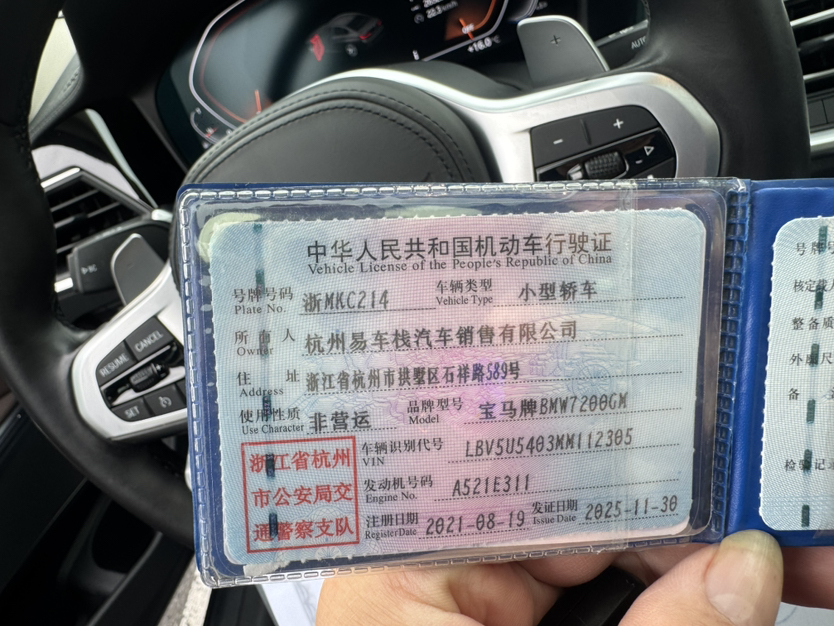 +
+16.0℃
AUTO
+
−
RESUME
CANCEL
SET
中华人民共和国机动车行驶证
Vehicle License of the People's Republic of China
号牌号码 浙MKC214 车辆类型 小型轿车
Plate No. Vehicle Type
所有人 杭州易车栈汽车销售有限公司
Owner
住址 浙江省杭州市拱墅区石祥路589号
Address
使用性质 非营运 品牌型号 宝马牌BMW7200GM
Use Character Model
浙江省杭州
市公安局交
通警察支队
车辆识别代号 LBV5U5403MM112305
VIN
发动机号码 A521E311
Engine No.
注册日期 2021-08-19 发证日期 2025-11-30
Register Date Issue Date
号牌
核定载
整备质
外廓尺
备
检验记